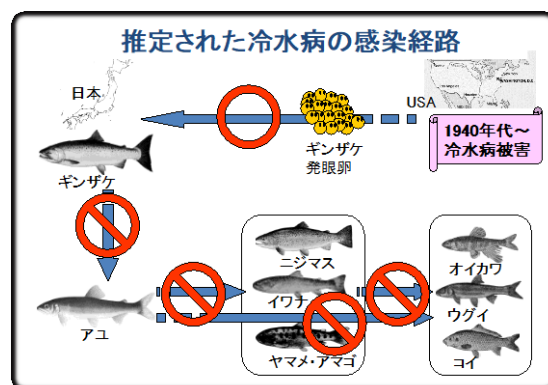 推定された冷水病の感染経路
日本
USA
1940年代～
冷水病被害
ギンザケ
発眼卵
ギンザケ
ニジマス
イワナ
ヤマメ・アマゴ
アユ
オイカワ
ウグイ
コイ